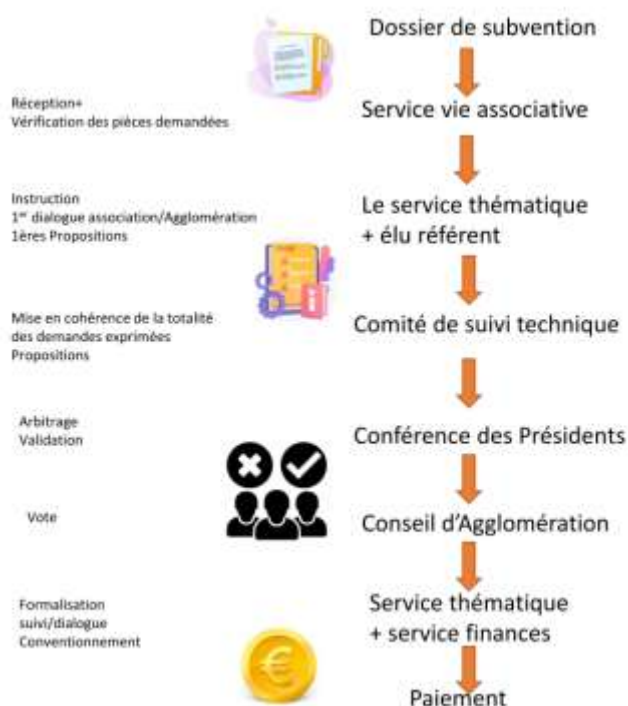 Dossier de subvention
Réception+
Vérification des pièces demandées
Service vie associative
Instruction
1er dialogue association/Agglomération
1ères Propositions
Le service thématique
+ élu référent
Mise en cohérence de la totalité
des demandes exprimées
Propositions
Comité de suivi technique
Arbitrage
Validation
Conférence des Présidents
Vote
Conseil d'Agglomération
Formalisation
suivi/dialogue
Conventionnement
Service thématique
+ service finances
Paiement